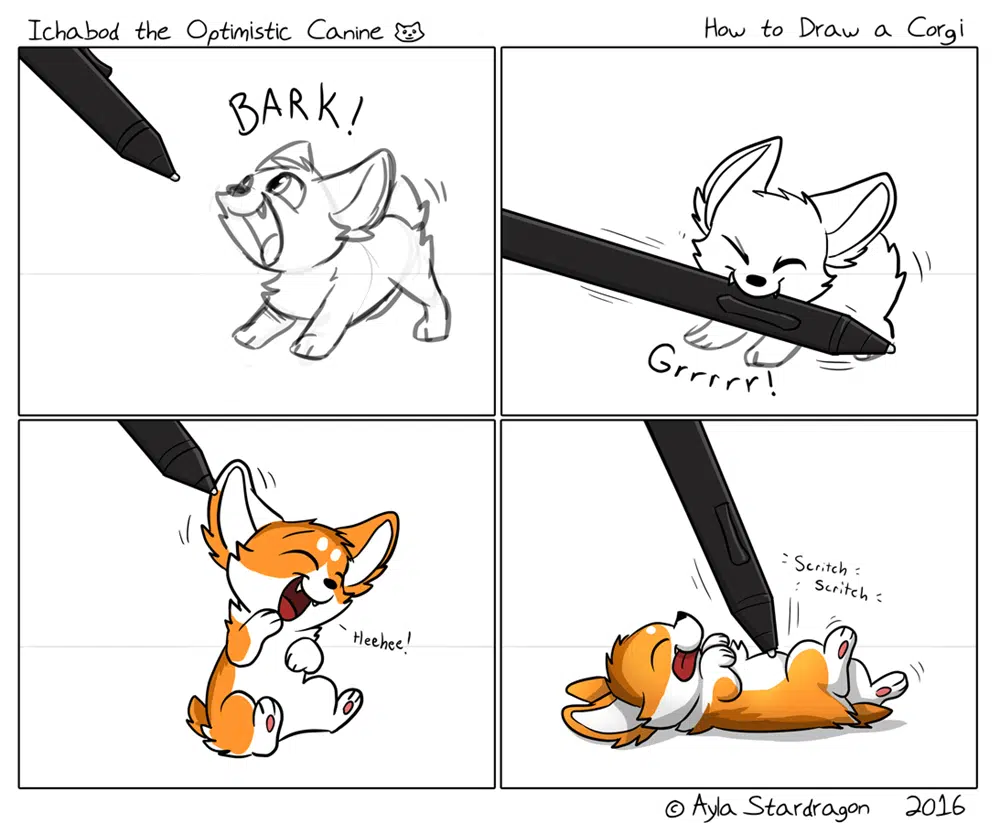 Ichabod the Optimistic Canine
How to Draw a Corgi
BARK!
Grrrrr!
Heehee!
Scritch
Scritch
© Ayla Stardragon 2016